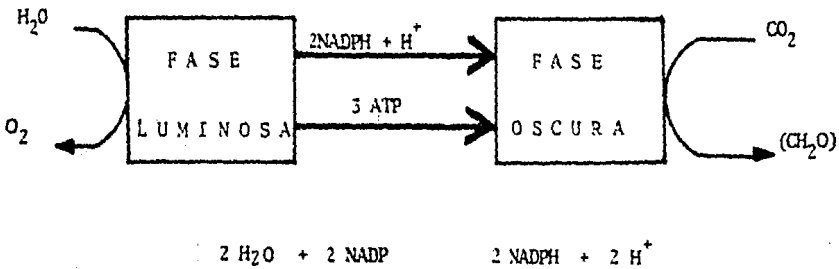 H₂O
FASE LUMINOSA
O₂
2NADPH + H⁺
3 ATP
FASE OSCURA
CO₂
(CH₂O)
2 H₂O + 2 NADP 2 NADPH + 2 H⁺